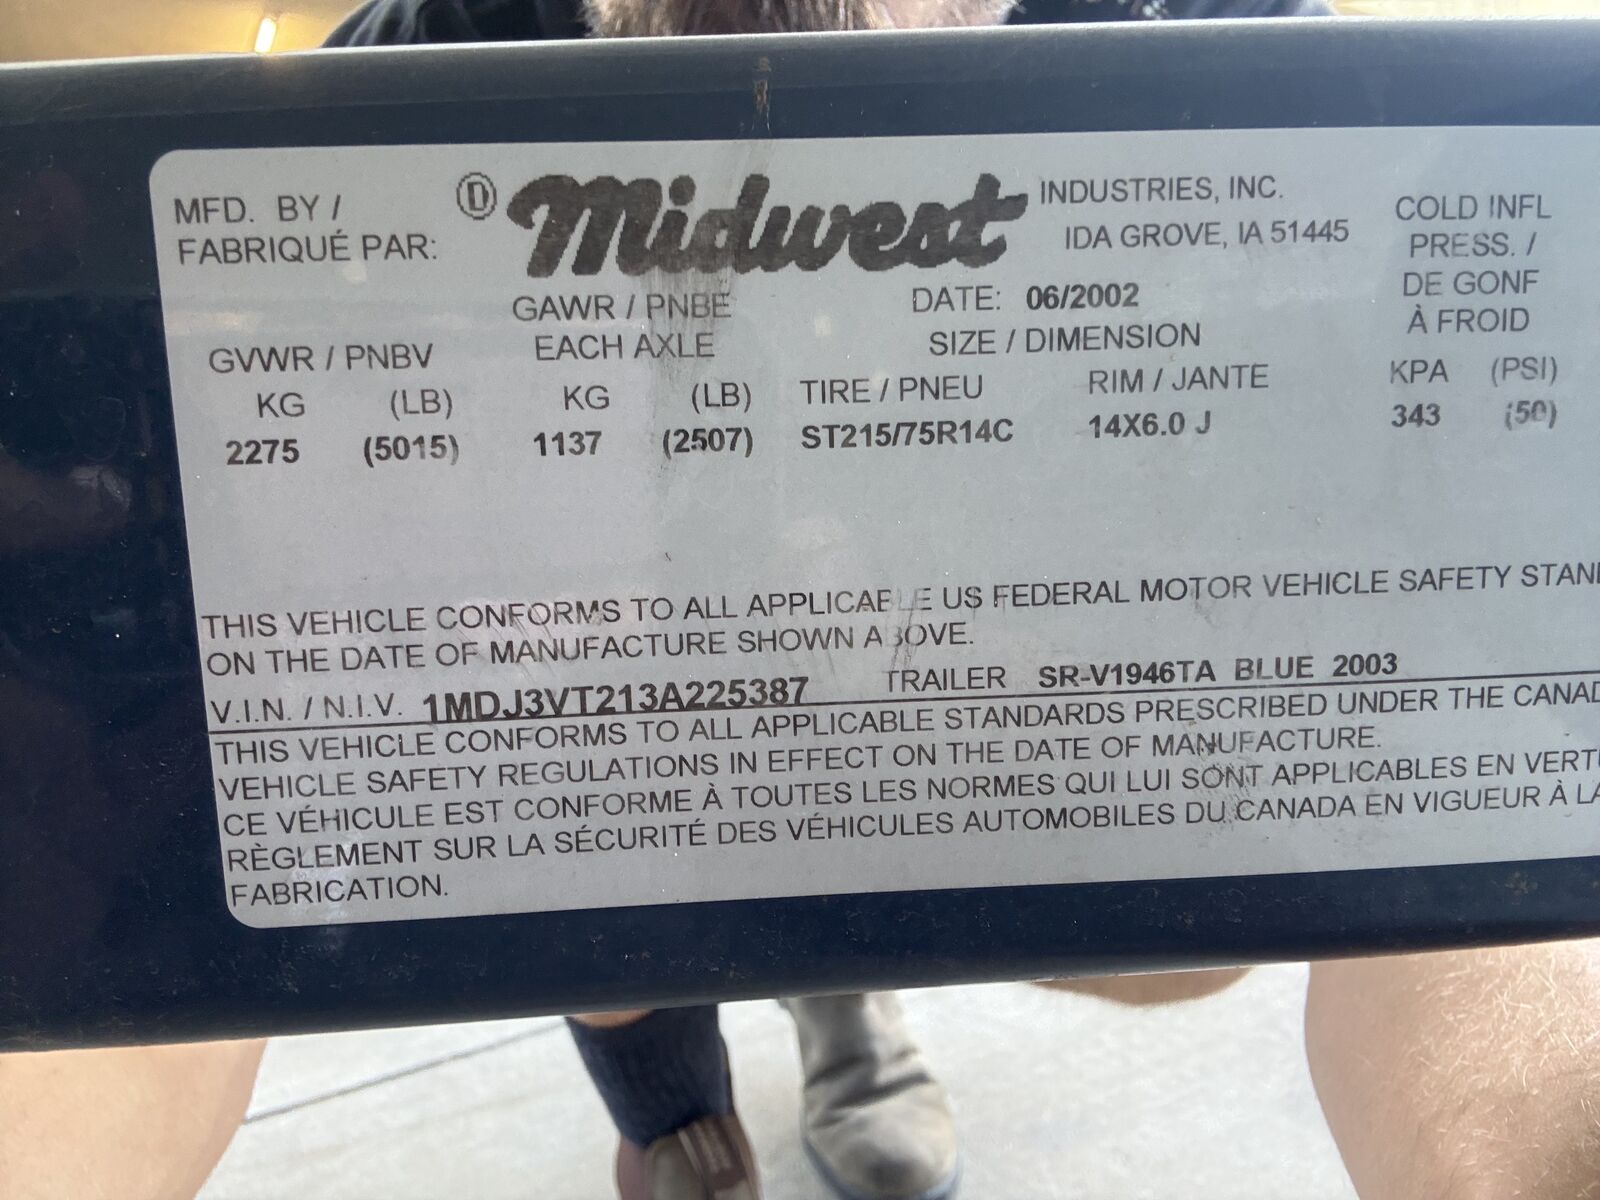 MFD. BY /
FABRIQUÉ PAR:
D Midwest INDUSTRIES, INC.
IDA GROVE, IA 51445
COLD INFL
PRESS. /
DE GONF
À FROID
GAWR / PNBE
EACH AXLE
DATE: 06/2002
SIZE / DIMENSION
GVWR / PNBV
KG (LB) KG (LB) TIRE / PNEU RIM / JANTE KPA (PSI)
2275 (5015) 1137 (2507) ST215/75R14C 14X6.0 J 343 (50)
THIS VEHICLE CONFORMS TO ALL APPLICABLE US FEDERAL MOTOR VEHICLE SAFETY STAN
ON THE DATE OF MANUFACTURE SHOWN ABOVE.
V.I.N. / N.I.V. 1MDJ3VT213A225387 TRAILER SR-V1946TA BLUE 2003
THIS VEHICLE CONFORMS TO ALL APPLICABLE STANDARDS PRESCRIBED UNDER THE CANAD
VEHICLE SAFETY REGULATIONS IN EFFECT ON THE DATE OF MANUFACTURE.
CE VÉHICULE EST CONFORME À TOUTES LES NORMES QUI LUI SONT APPLICABLES EN VERTU
RÈGLEMENT SUR LA SÉCURITÉ DES VÉHICULES AUTOMOBILES DU CANADA EN VIGUEUR À LA
FABRICATION.